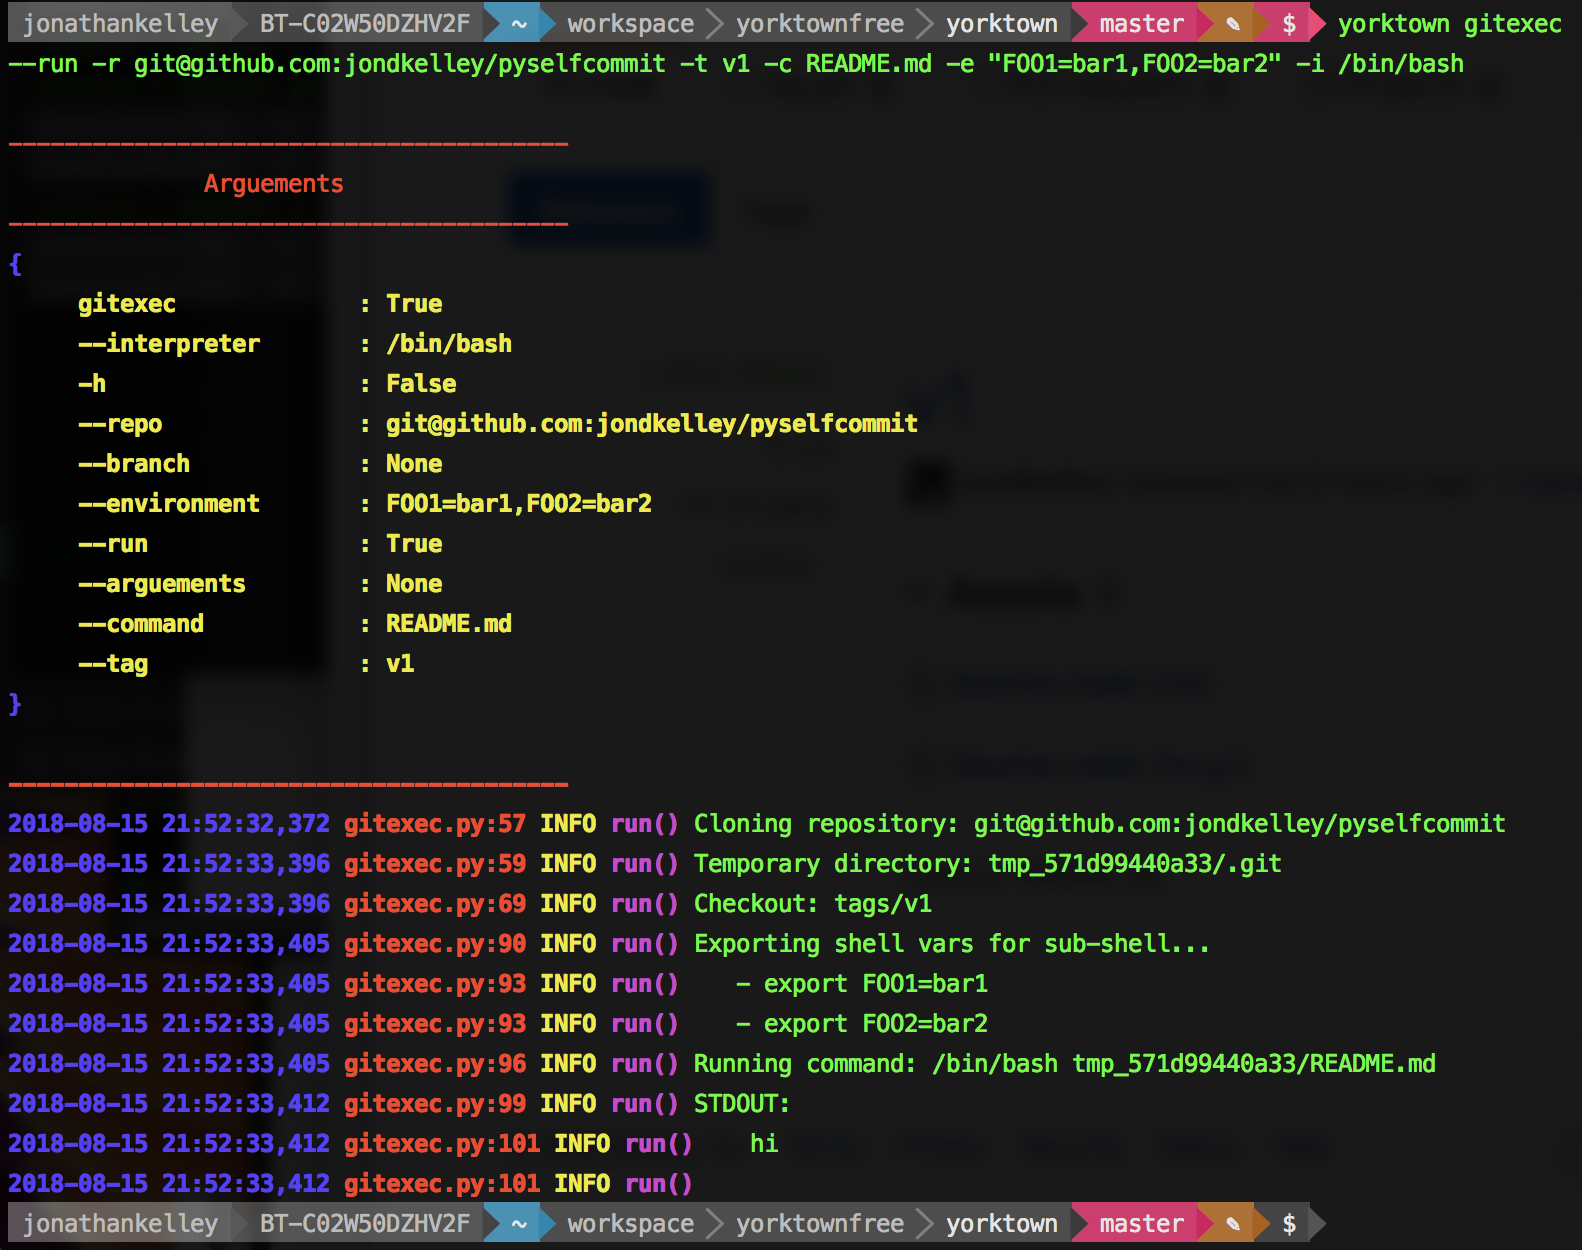 jonathankelley BT-C02W50DZHV2F ~ workspace yorktownfree yorktown master ✎ $ yorktown gitexec
--run -r git@github.com:jondkelley/pyselfcommit -t v1 -c README.md -e "FOO1=bar1,FOO2=bar2" -i /bin/bash
----------------------------------------
Arguements
----------------------------------------
{
gitexec : True
--interpreter : /bin/bash
-h : False
--repo : git@github.com:jondkelley/pyselfcommit
--branch : None
--environment : FOO1=bar1,FOO2=bar2
--run : True
--arguements : None
--command : README.md
--tag : v1
}
----------------------------------------
2018-08-15 21:52:32,372 gitexec.py:57 INFO run() Cloning repository: git@github.com:jondkelley/pyselfcommit
2018-08-15 21:52:33,396 gitexec.py:59 INFO run() Temporary directory: tmp_571d99440a33/.git
2018-08-15 21:52:33,396 gitexec.py:69 INFO run() Checkout: tags/v1
2018-08-15 21:52:33,405 gitexec.py:90 INFO run() Exporting shell vars for sub-shell...
2018-08-15 21:52:33,405 gitexec.py:93 INFO run() - export FOO1=bar1
2018-08-15 21:52:33,405 gitexec.py:93 INFO run() - export FOO2=bar2
2018-08-15 21:52:33,405 gitexec.py:96 INFO run() Running command: /bin/bash tmp_571d99440a33/README.md
2018-08-15 21:52:33,412 gitexec.py:99 INFO run() STDOUT:
2018-08-15 21:52:33,412 gitexec.py:101 INFO run() hi
2018-08-15 21:52:33,412 gitexec.py:101 INFO run()
jonathankelley BT-C02W50DZHV2F ~ workspace yorktownfree yorktown master ✎ $